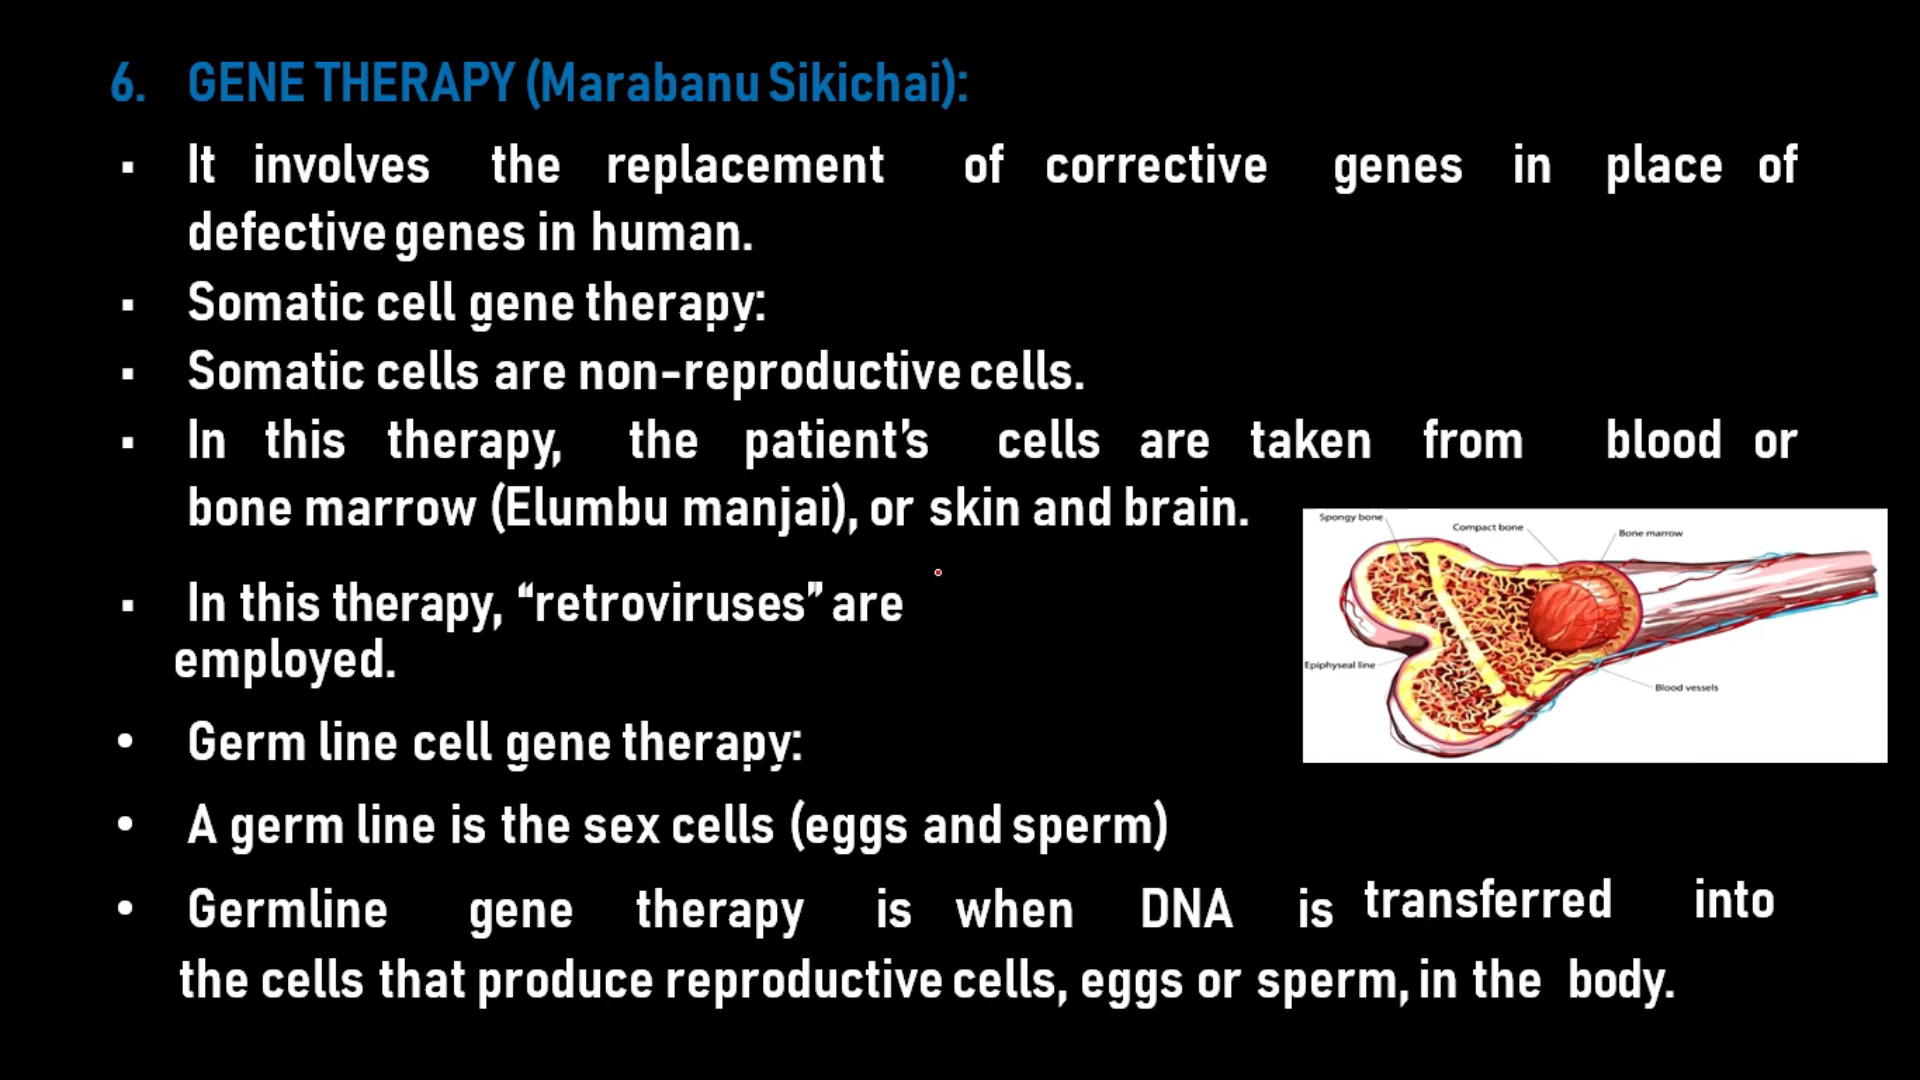 6. GENE THERAPY (Marabanu Sikichai):
▪ It involves the replacement of corrective genes in place of
defective genes in human.
▪ Somatic cell gene therapy:
▪ Somatic cells are non-reproductive cells.
▪ In this therapy, the patient’s cells are taken from blood or
bone marrow (Elumbu manjai), or skin and brain.
▪ In this therapy, “retroviruses” are
employed.
• Germ line cell gene therapy:
• A germ line is the sex cells (eggs and sperm)
• Germline gene therapy is when DNA is transferred into
the cells that produce reproductive cells, eggs or sperm, in the body.
Spongy bone
Compact bone
Bone marrow
Epiphyseal line
Blood vessels